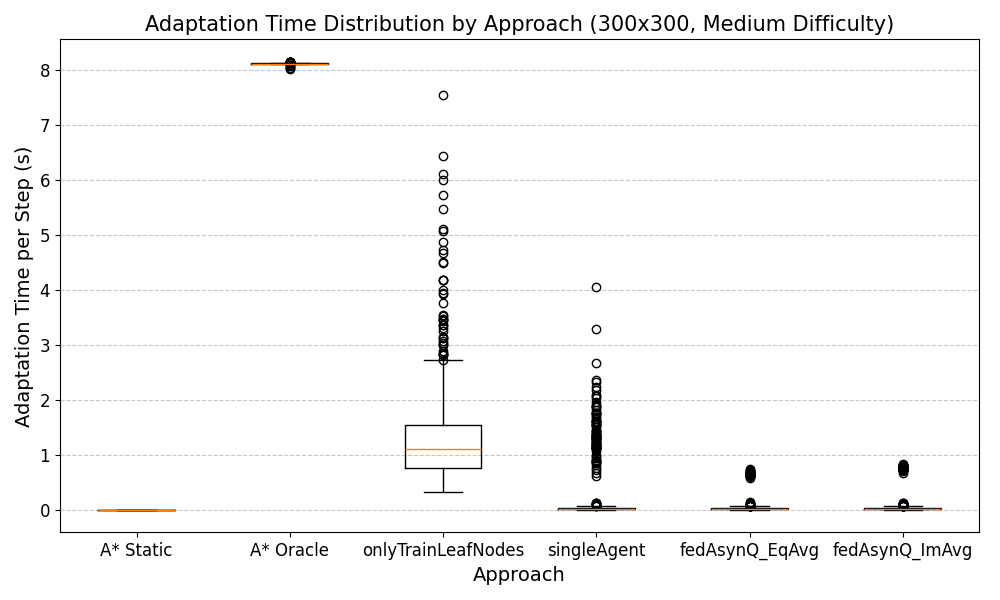 Adaptation Time Distribution by Approach (300x300, Medium Difficulty)
Adaptation Time per Step (s)
8
7
6
5
4
3
2
1
0
A* Static
A* Oracle
onlyTrainLeafNodes
singleAgent
fedAsynQ_EqAvg
fedAsynQ_ImAvg
Approach